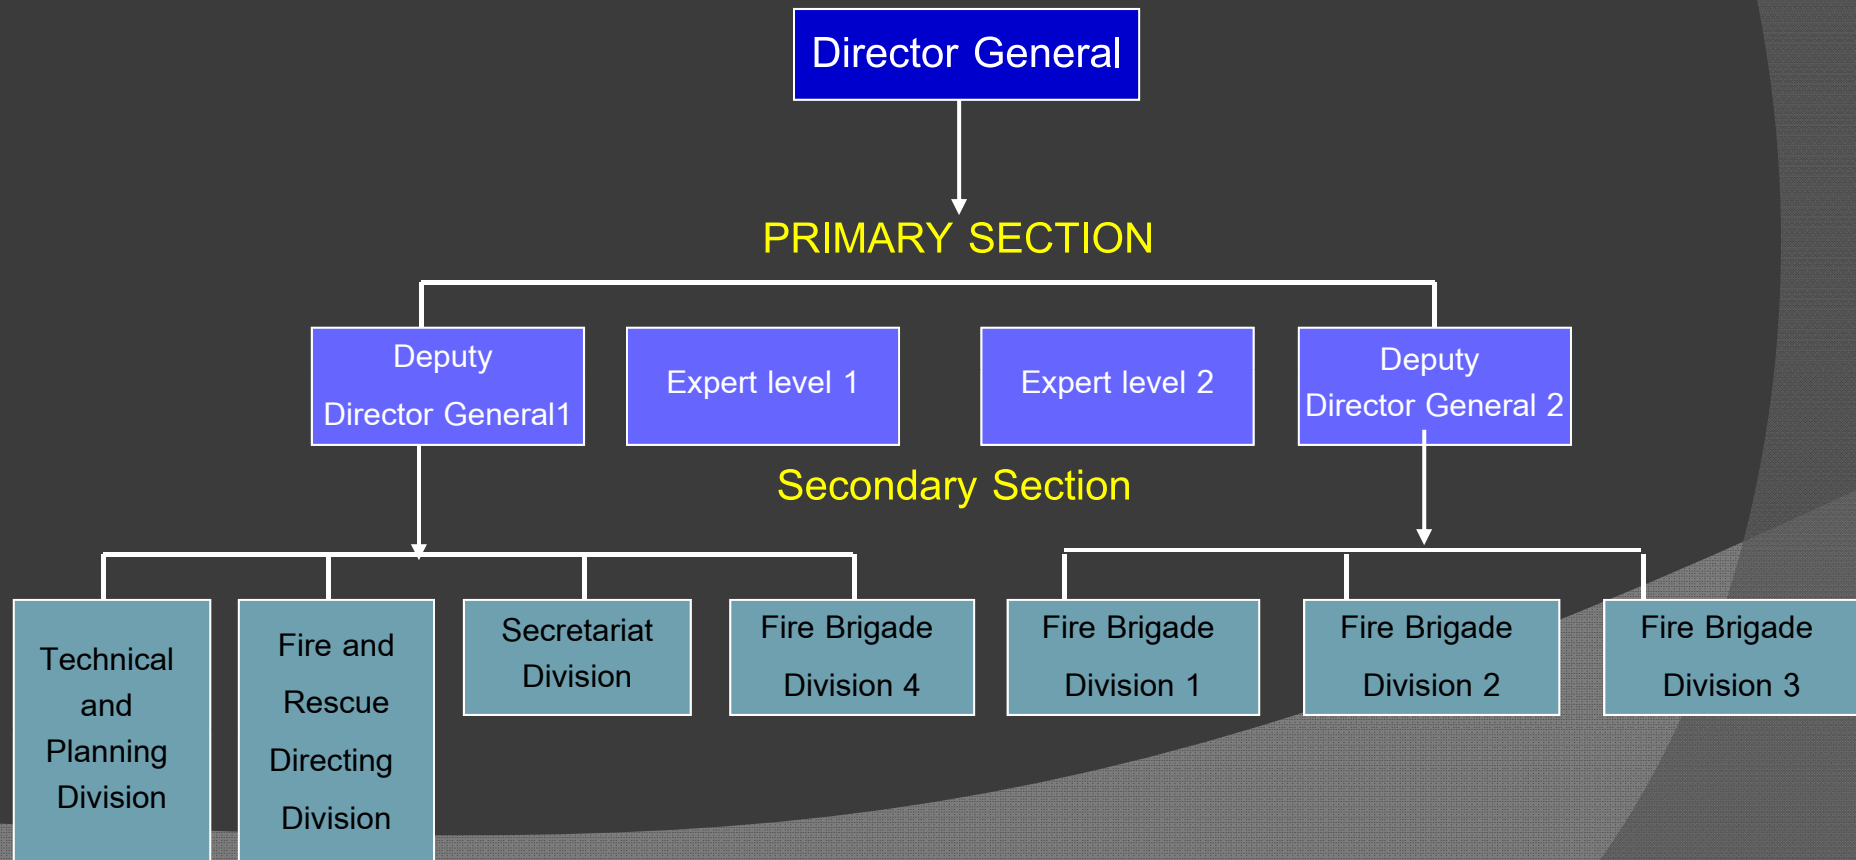 Director General
PRIMARY SECTION
Deputy
Director General1
Expert level 1
Expert level 2
Deputy
Director General 2
Secondary Section
Technical
and
Planning
Division
Fire and
Rescue
Directing
Division
Secretariat
Division
Fire Brigade
Division 4
Fire Brigade
Division 1
Fire Brigade
Division 2
Fire Brigade
Division 3